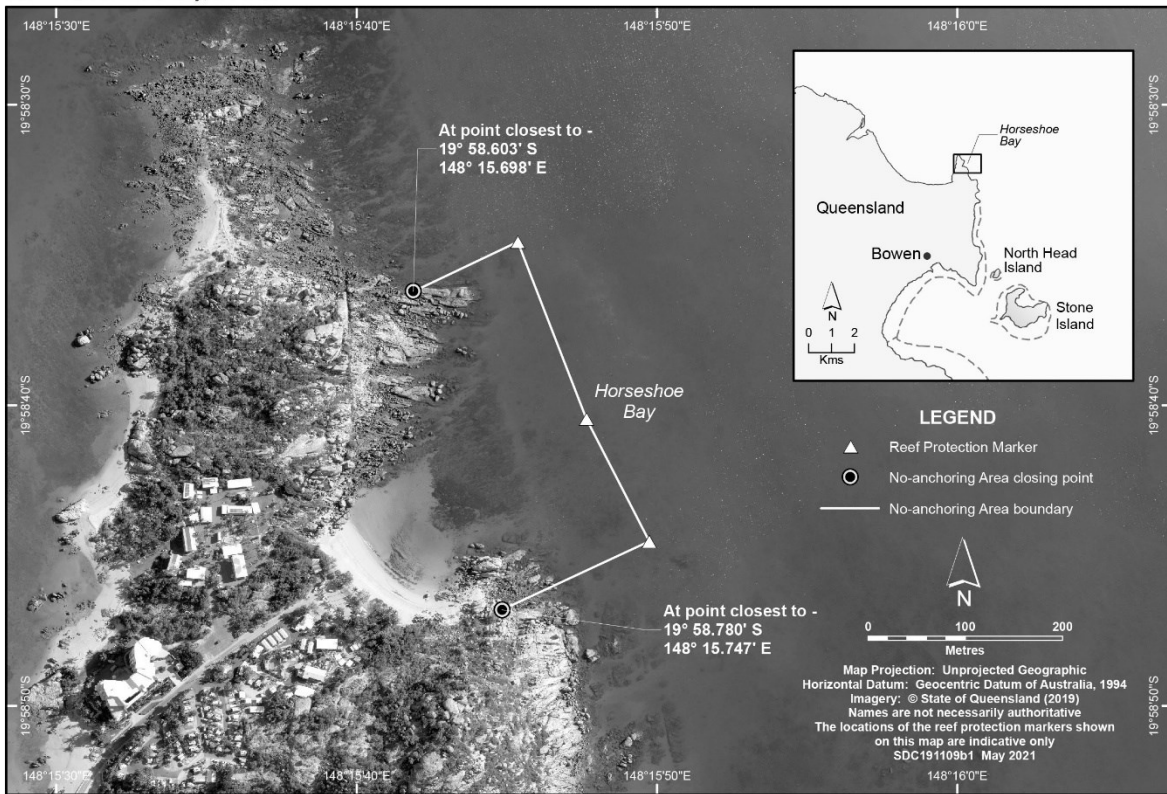 148°15'30"E
148°15'40"E
148°15'50"E
148°16'0"E
19°58'30"S
19°58'30"S
At point closest to -
19° 58.603' S
148° 15.698' E
Horseshoe
Bay
Queensland
Bowen
North Head
Island
Stone
Island
N
0 1 2
Kms
19°58'40"S
19°58'40"S
Horseshoe
Bay
LEGEND
Reef Protection Marker
No-anchoring Area closing point
No-anchoring Area boundary
N
0 100 200
Metres
At point closest to -
19° 58.780' S
148° 15.747' E
Map Projection: Unprojected Geographic
Horizontal Datum: Geocentric Datum of Australia, 1994
Imagery: © State of Queensland (2019)
Names are not necessarily authoritative
The locations of the reef protection markers shown
on this map are indicative only
SDC191109b1 May 2021
19°58'50"S
19°58'50"S
148°15'30"E
148°15'40"E
148°15'50"E
148°16'0"E